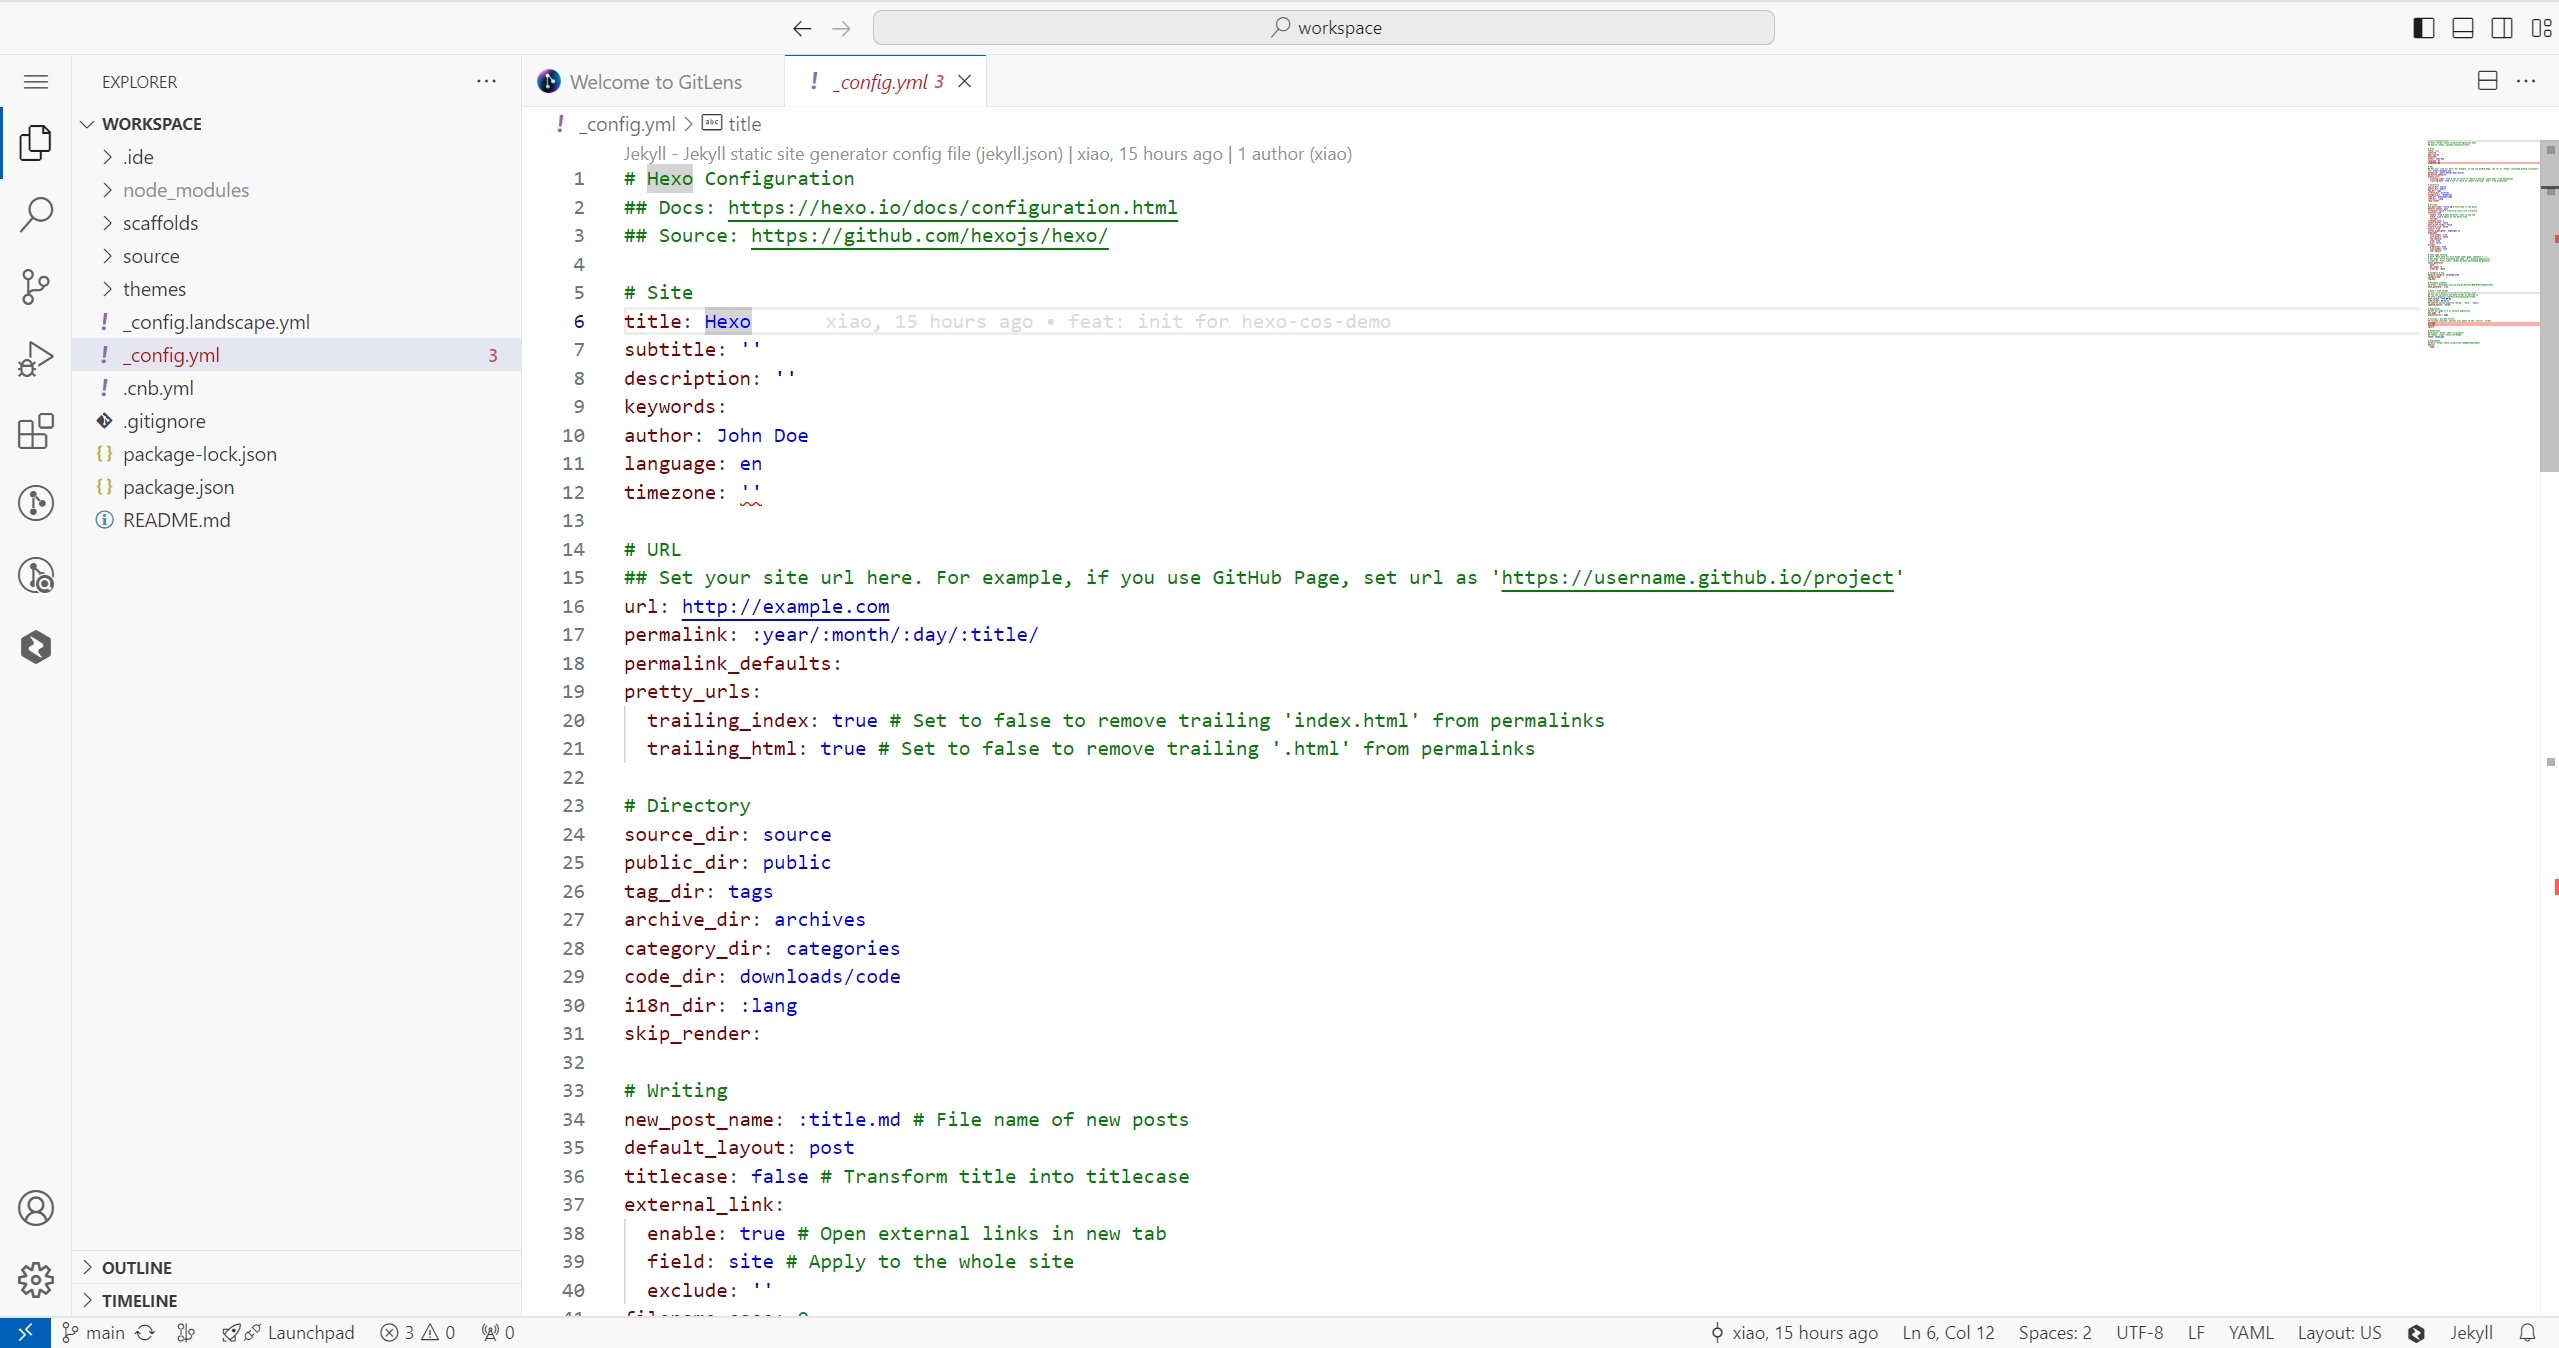 workspace
EXPLORER
WORKSPACE
.ide
node_modules
scaffolds
source
themes
! _config.landscape.yml
! _config.yml 3
! .cnb.yml
.gitignore
{} package-lock.json
{} package.json
README.md
OUTLINE
TIMELINE
Welcome to GitLens
! _config.yml 3
! _config.yml > abc title
Jekyll - Jekyll static site generator config file (jekyll.json) | xiao, 15 hours ago | 1 author (xiao)
1 # Hexo Configuration
2 ## Docs: https://hexo.io/docs/configuration.html
3 ## Source: https://github.com/hexojs/hexo/
4
5 # Site
6 title: Hexo xiao, 15 hours ago • feat: init for hexo-cos-demo
7 subtitle: ''
8 description: ''
9 keywords:
10 author: John Doe
11 language: en
12 timezone: ''
13
14 # URL
15 ## Set your site url here. For example, if you use GitHub Page, set url as 'https://username.github.io/project'
16 url: http://example.com
17 permalink: :year/:month/:day/:title/
18 permalink_defaults:
19 pretty_urls:
20 trailing_index: true # Set to false to remove trailing 'index.html' from permalinks
21 trailing_html: true # Set to false to remove trailing '.html' from permalinks
22
23 # Directory
24 source_dir: source
25 public_dir: public
26 tag_dir: tags
27 archive_dir: archives
28 category_dir: categories
29 code_dir: downloads/code
30 i18n_dir: :lang
31 skip_render:
32
33 # Writing
34 new_post_name: :title.md # File name of new posts
35 default_layout: post
36 titlecase: false # Transform title into titlecase
37 external_link:
38 enable: true # Open external links in new tab
39 field: site # Apply to the whole site
40 exclude: ''
main
Launchpad
3 0
0
xiao, 15 hours ago
Ln 6, Col 12
Spaces: 2
UTF-8
LF
YAML
Layout: US
Jekyll